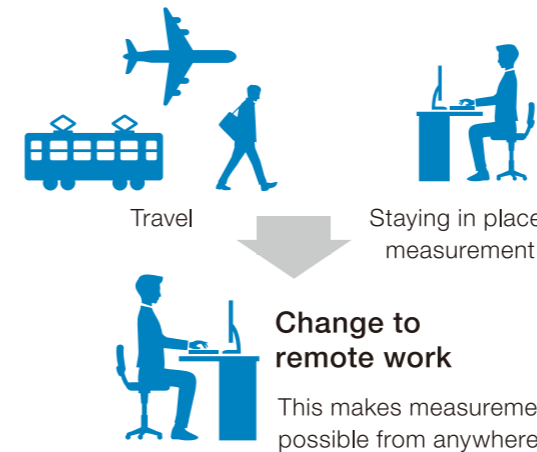 Travel
Staying in place
measurement
Change to
remote work
This makes measureme
possible from anywhere